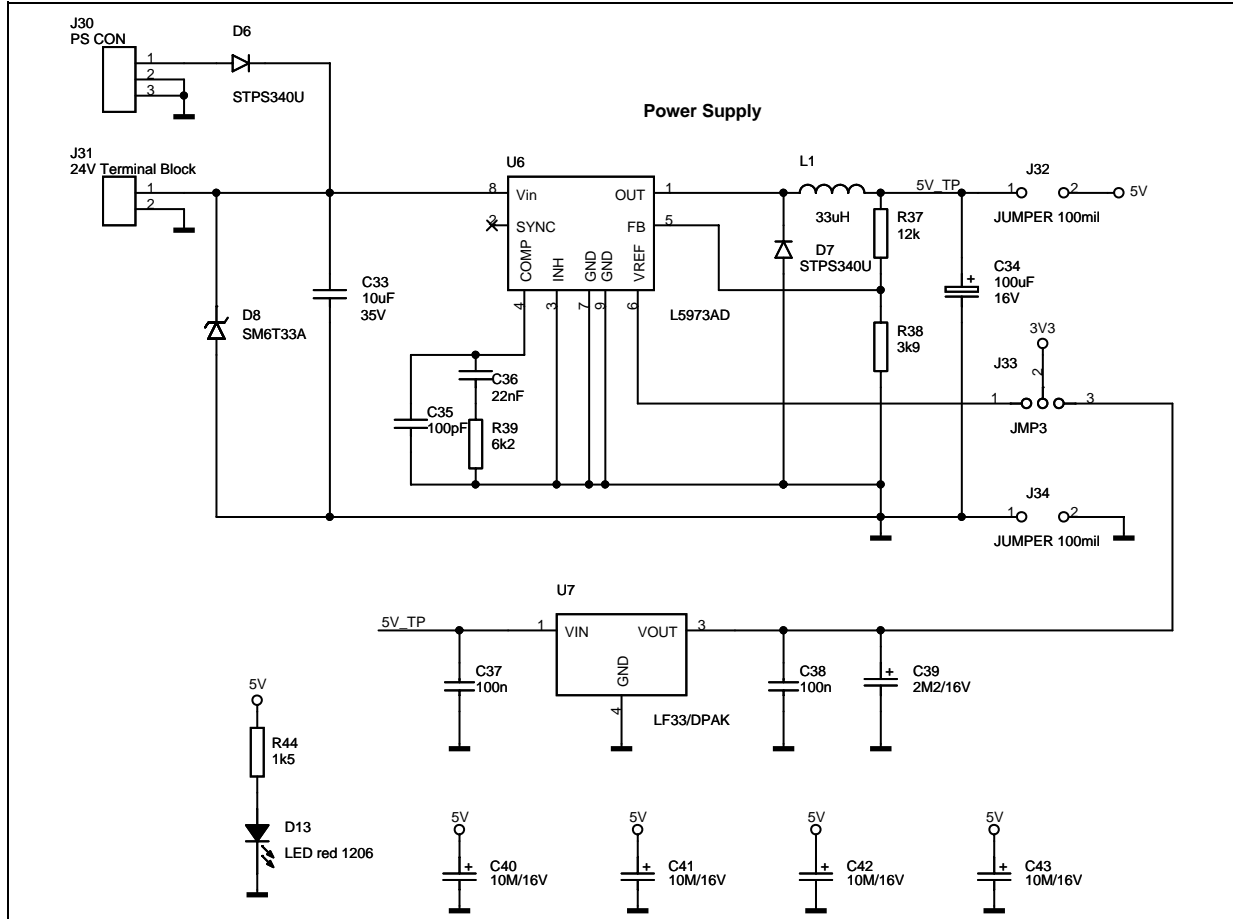 J30
PS CON
1
2
3
D6
STPS340U
Power Supply
J31
24V Terminal Block
1
2
U6
8
Vin
OUT
1
2
SYNC
FB
5
COMP
INH
GND
GND
VREF
4
3
7
9
6
L5973AD
L1
33uH
5V_TP
J32
1
2
5V
JUMPER 100mil
R37
12k
D7
STPS340U
C34
100uF
16V
+
C33
10uF
35V
D8
SM6T33A
R38
3k9
3V3
J33
2
1
3
JMP3
C36
22nF
C35
100pF
R39
6k2
J34
1
2
JUMPER 100mil
U7
5V_TP
1
VIN
VOUT
3
GND
4
LF33/DPAK
C37
100n
C38
100n
+
C39
2M2/16V
5V
R44
1k5
D13
LED red 1206
5V
+
C40
10M/16V
5V
+
C41
10M/16V
5V
+
C42
10M/16V
5V
+
C43
10M/16V